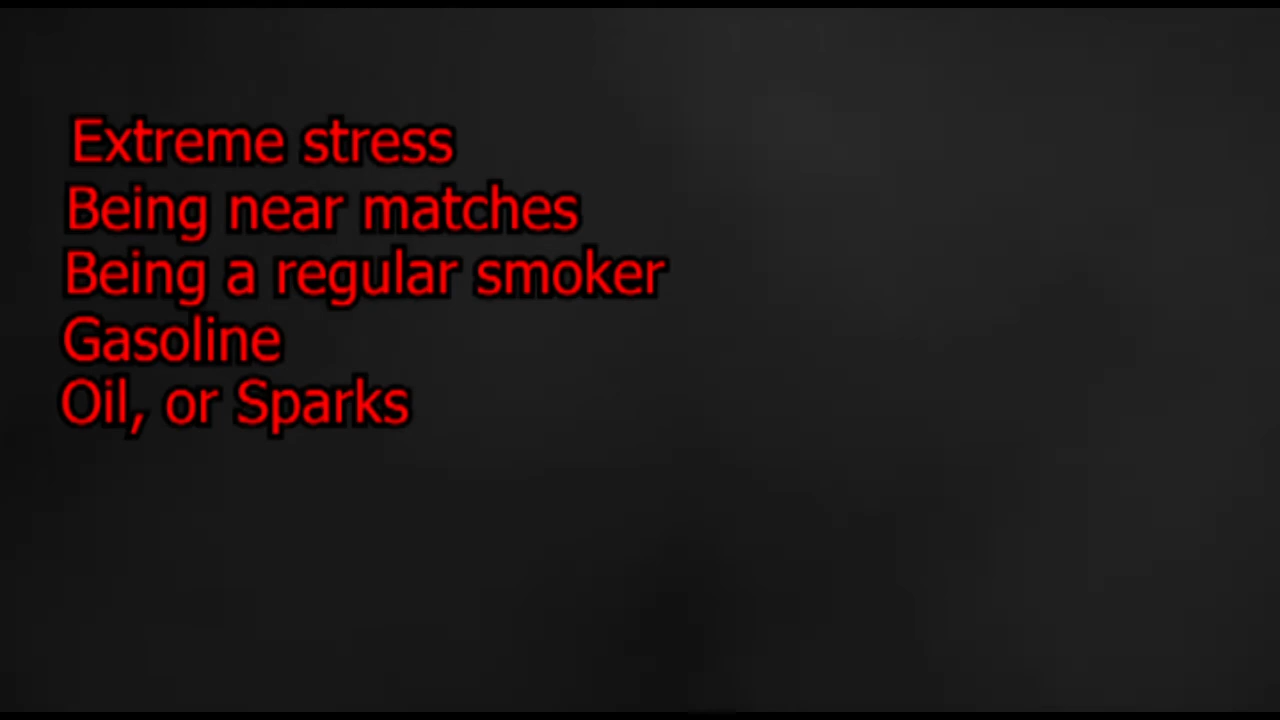 Extreme stress
Being near matches
Being a regular smoker
Gasoline
Oil, or Sparks